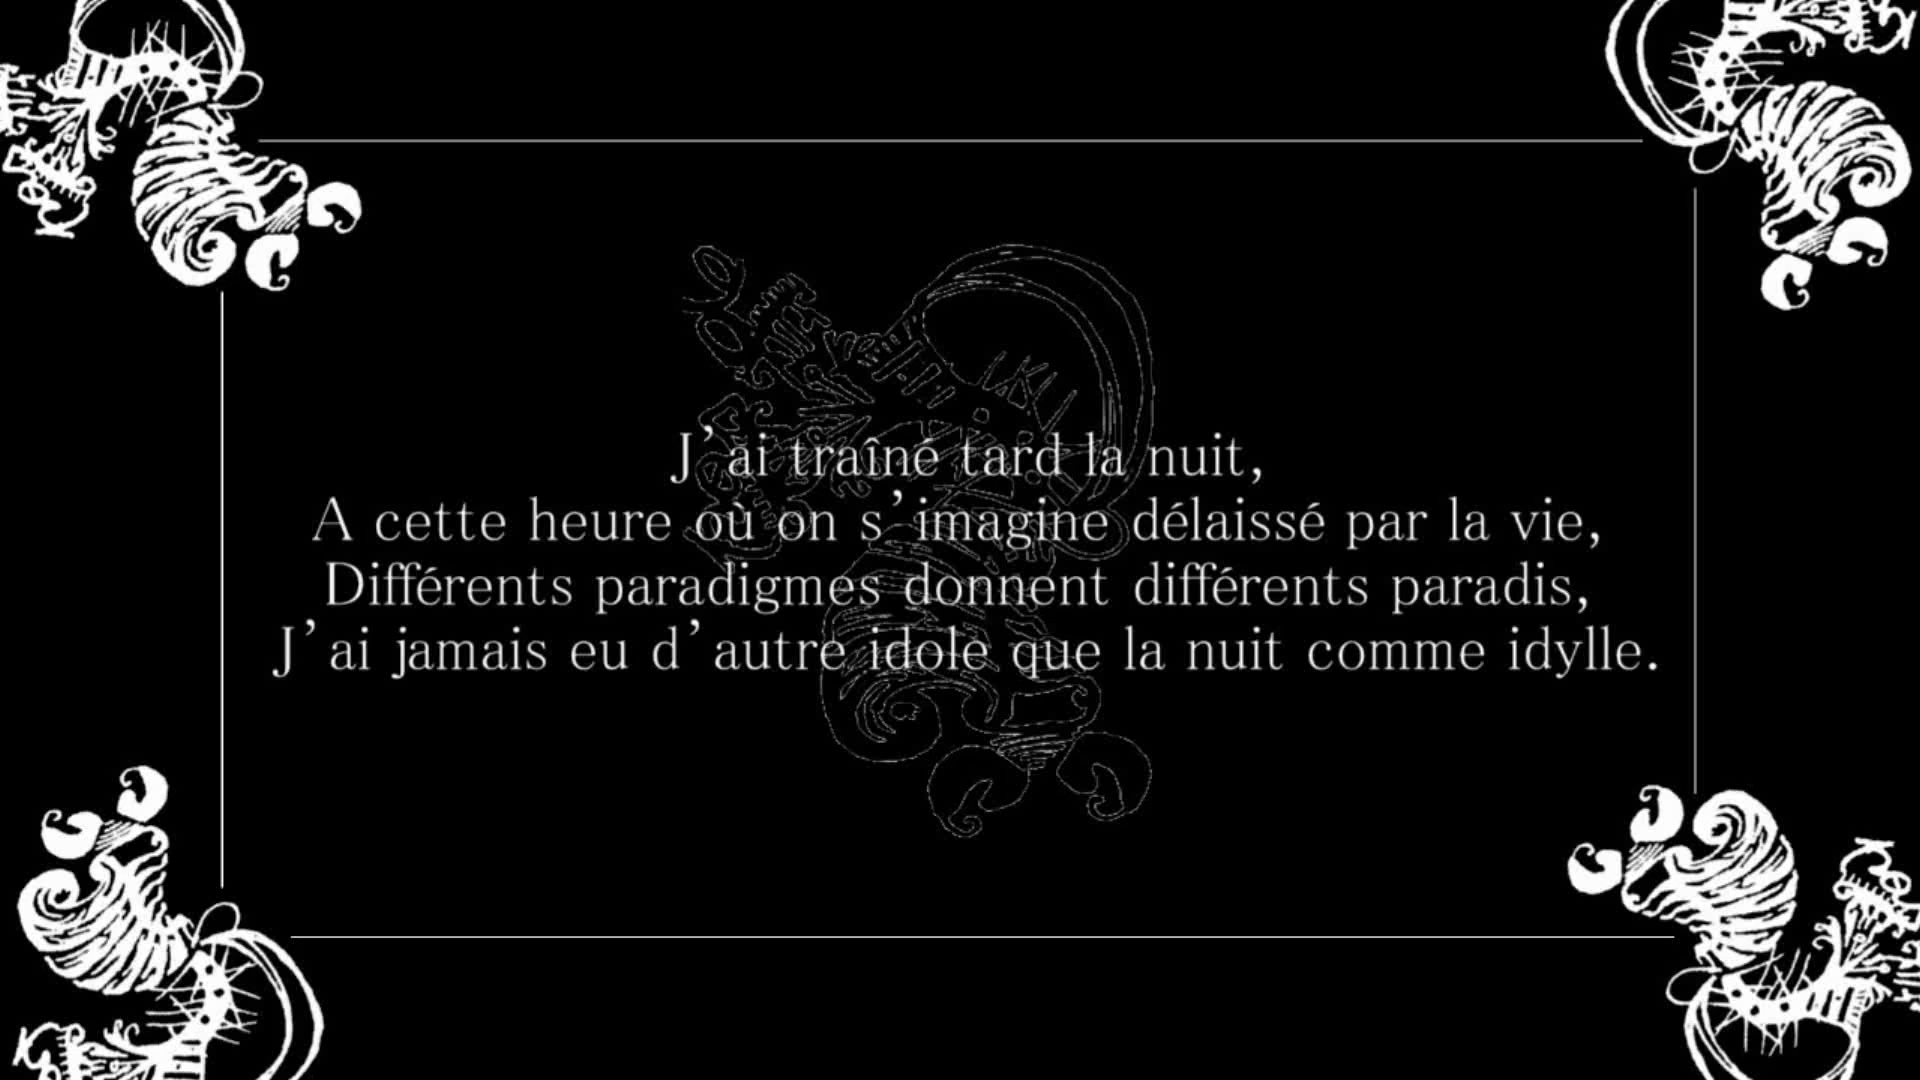 J’ai traîné tard la nuit,
A cette heure où on s’imagine délaissé par la vie,
Différents paradigmes donnent différents paradis,
J’ai jamais eu d’autre idole que la nuit comme idylle.